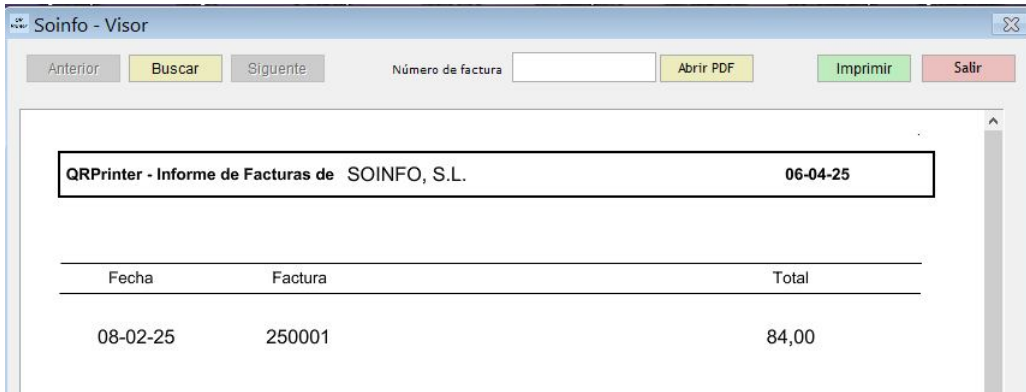 Soinfo - Visor
Anterior Buscar Siguente Número de factura Abrir PDF Imprimir Salir
QRPrinter - Informe de Facturas de SOINFO, S.L. 06-04-25
Fecha Factura Total
08-02-25 250001 84,00